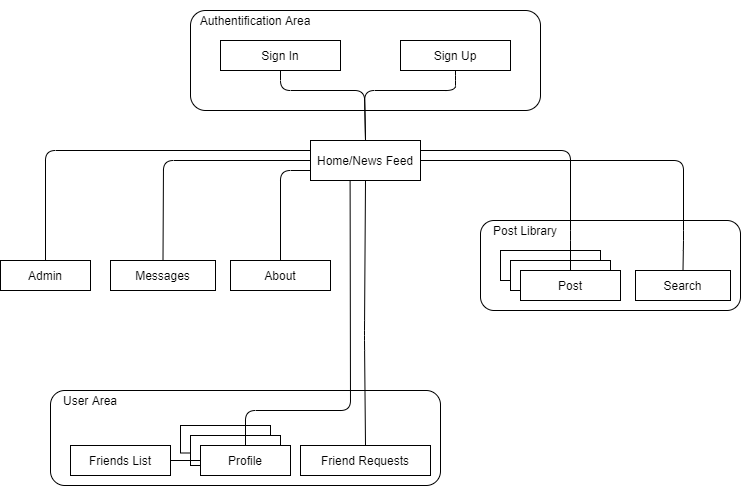 Authentification Area
Sign In
Sign Up
Home/News Feed
Post Library
Admin
Messages
About
Post
Search
User Area
Friends List
Profile
Friend Requests